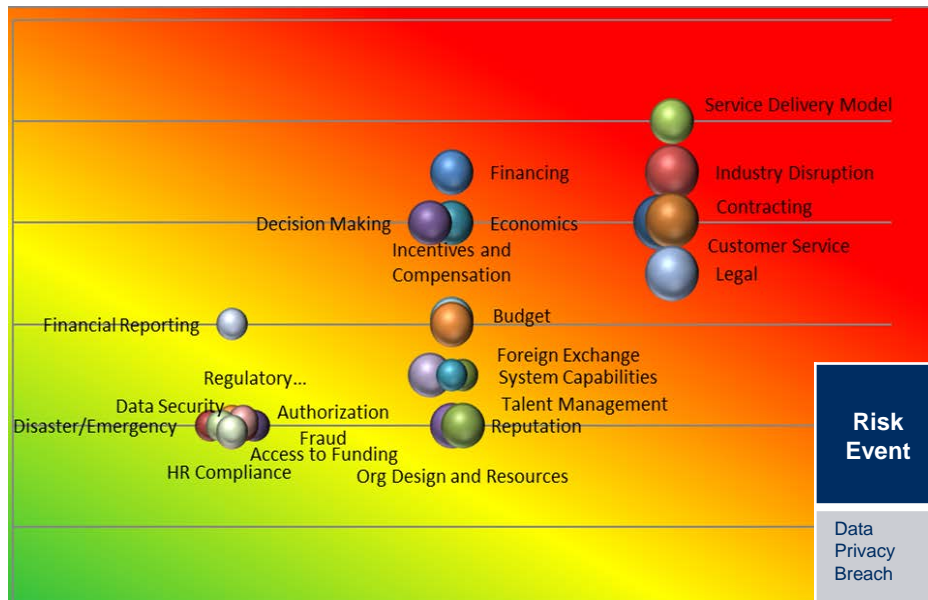 Service Delivery Model
Financing
Industry Disruption
Contracting
Decision Making
Economics
Incentives and
Compensation
Customer Service
Legal
Financial Reporting
Budget
Foreign Exchange
Regulatory...
System Capabilities
Data Security
Talent Management
Authorization
Disaster/Emergency
Reputation
Fraud
Access to Funding
HR Compliance
Org Design and Resources
Risk
Event
Data
Privacy
Breach